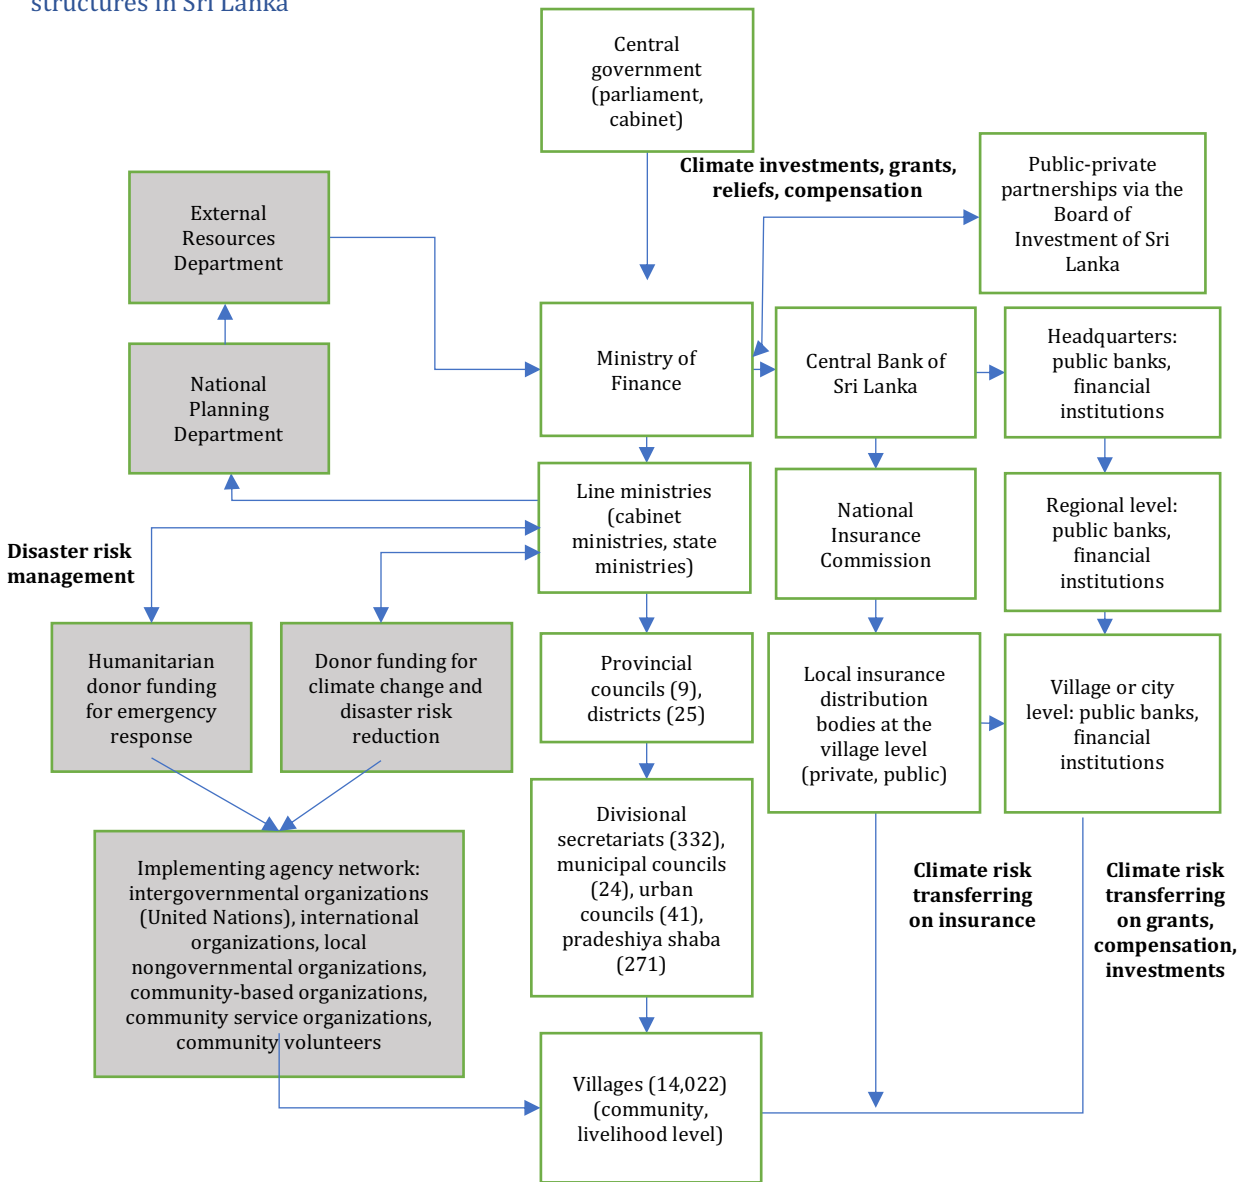 structures in Sri Lanka
Central
government
(parliament,
cabinet)
Climate investments, grants,
reliefs, compensation
Public-private
partnerships via the
Board of
Investment of Sri
Lanka
External
Resources
Department
National
Planning
Department
Ministry of
Finance
Central Bank of
Sri Lanka
Headquarters:
public banks,
financial
institutions
Line ministries
(cabinet
ministries, state
ministries)
National
Insurance
Commission
Regional level:
public banks,
financial
institutions
Disaster risk
management
Humanitarian
donor funding
for emergency
response
Donor funding for
climate change and
disaster risk
reduction
Provincial
councils (9),
districts (25)
Local insurance
distribution
bodies at the
village level
(private, public)
Village or city
level: public banks,
financial
institutions
Implementing agency network:
intergovernmental organizations
(United Nations), international
organizations, local
nongovernmental organizations,
community-based organizations,
community service organizations,
community volunteers
Divisional
secretariats (332),
municipal councils
(24), urban
councils (41),
pradeshiya shaba
(271)
Climate risk
transferring
on insurance
Climate risk
transferring
on grants,
compensation,
investments
Villages (14,022)
(community,
livelihood level)